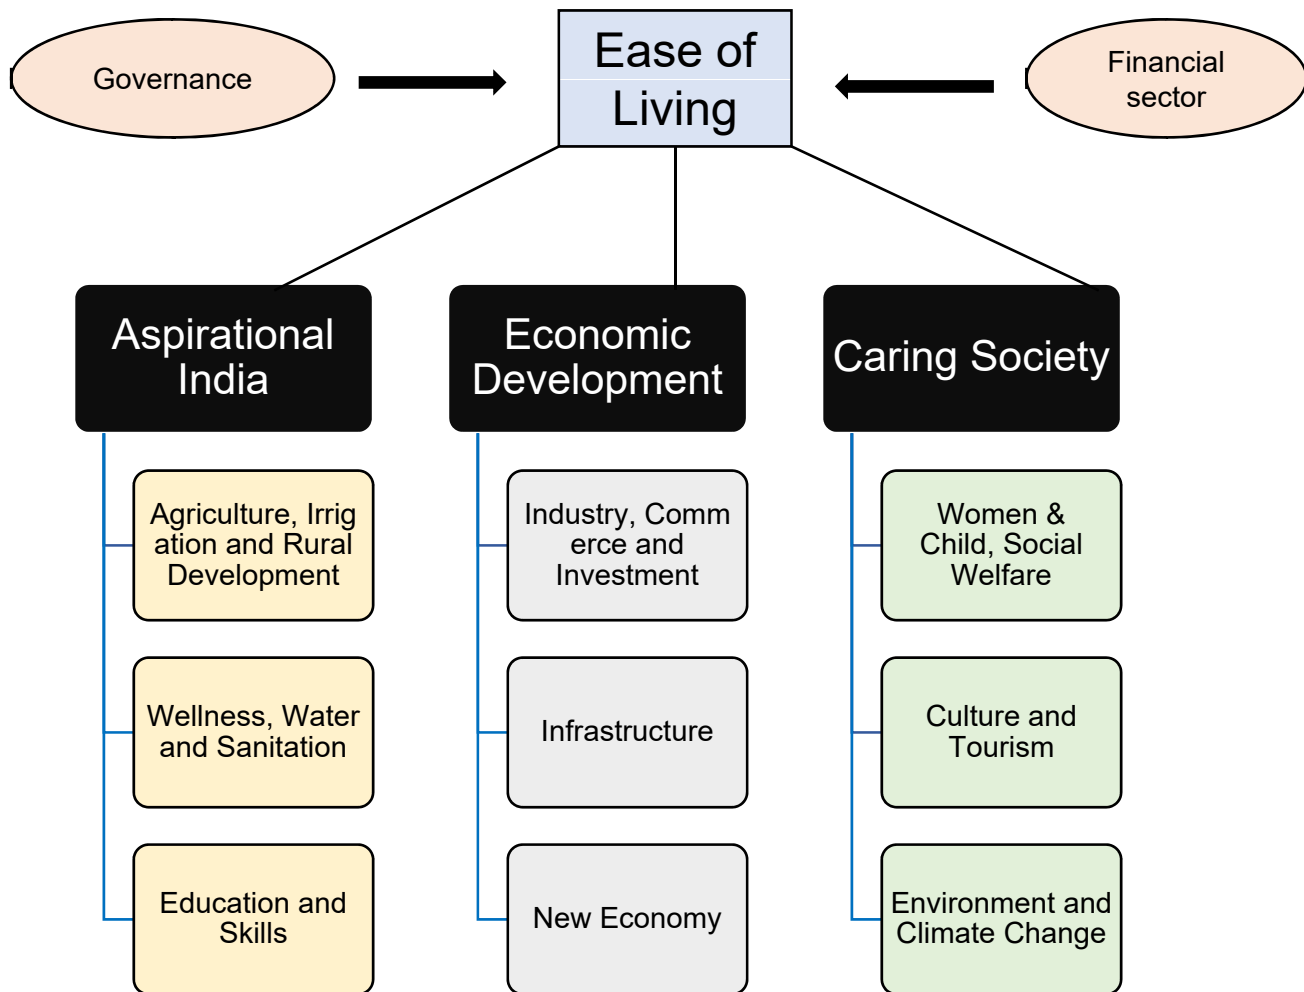 Governance
Ease of
Living
Financial
sector
Aspirational
India
Economic
Development
Caring Society
Agriculture, Irrig
ation and Rural
Development
Industry, Comm
erce and
Investment
Women &
Child, Social
Welfare
Wellness, Water
and Sanitation
Infrastructure
Culture and
Tourism
Education and
Skills
New Economy
Environment and
Climate Change